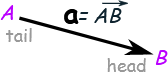 A a = AB
tail
head B